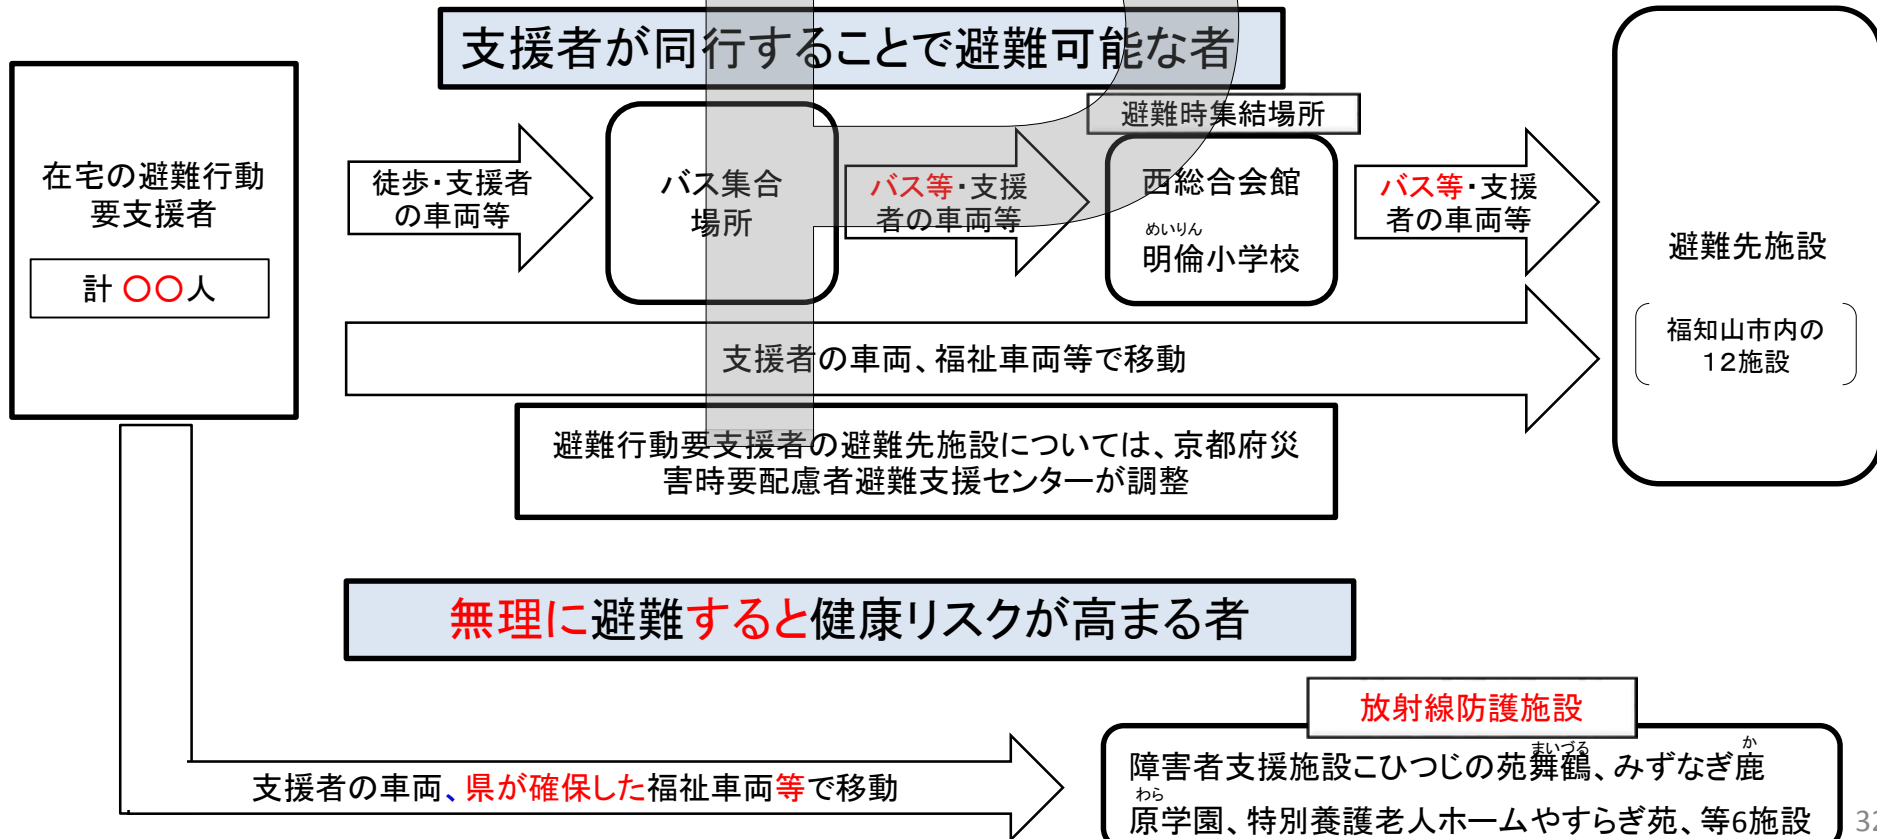 支援者が同行することで避難可能な者
在宅の避難行動
要支援者
計 〇〇人
徒歩・支援者
の車両等
バス集合
場所
バス等・支援
者の車両等
避難時集結場所
西総合会館
めいりん
明倫小学校
バス等・支援
者の車両等
避難先施設
福知山市内の
12施設
支援者の車両、福祉車両等で移動
避難行動要支援者の避難先施設については、京都府災
害時要配慮者避難支援センターが調整
無理に避難すると健康リスクが高まる者
支援者の車両、県が確保した福祉車両等で移動
放射線防護施設
まいづる か
障害者支援施設こひつじの苑舞鶴、みずなぎ鹿
わら
原学園、特別養護老人ホームやすらぎ苑、等6施設
32